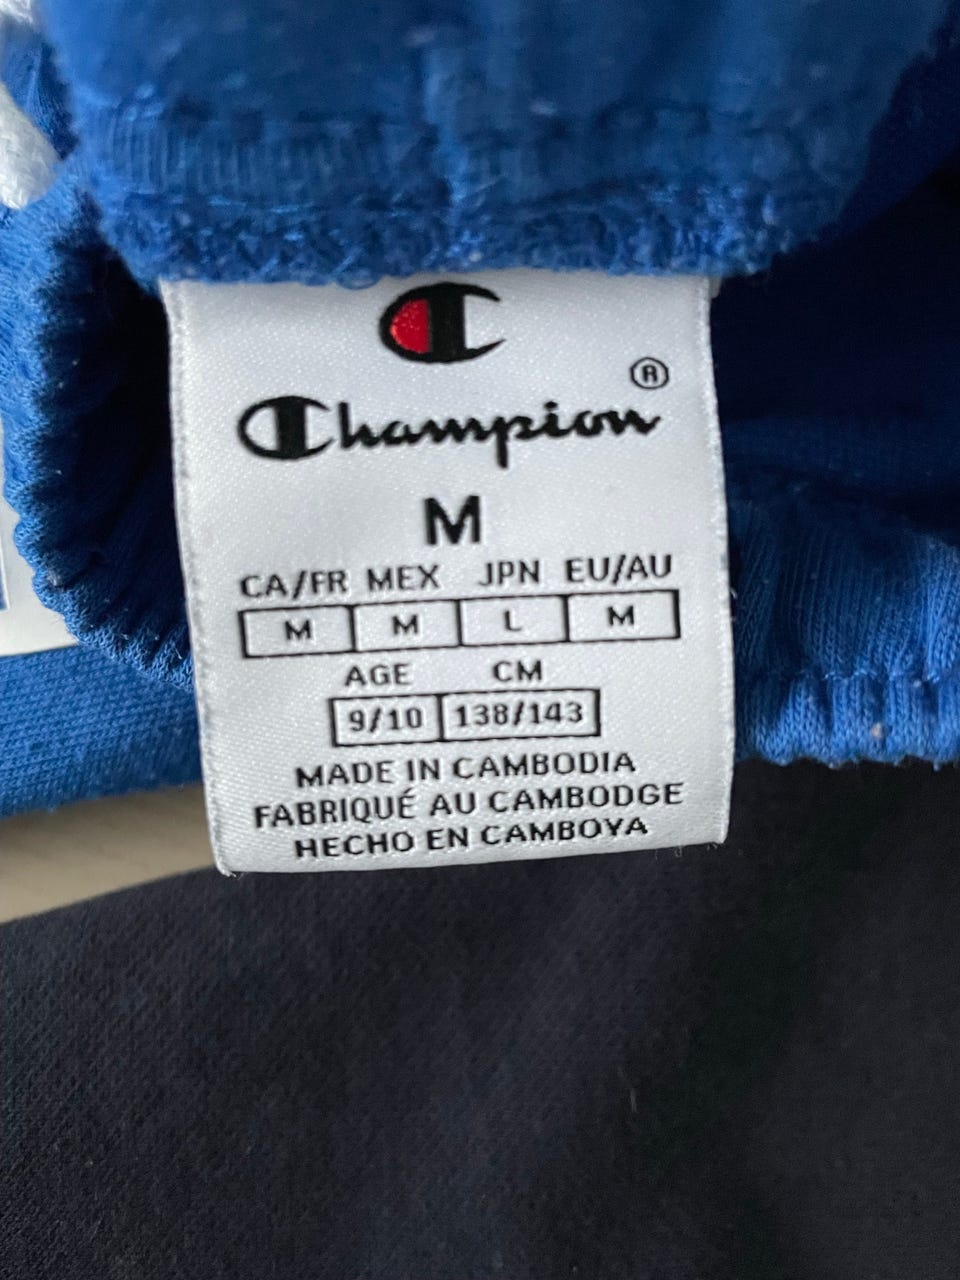 Champion®
M
CA/FR MEX JPN EU/AU
M M L M
AGE CM
9/10 138/143
MADE IN CAMBODIA
FABRIQUÉ AU CAMBODGE
HECHO EN CAMBOYA